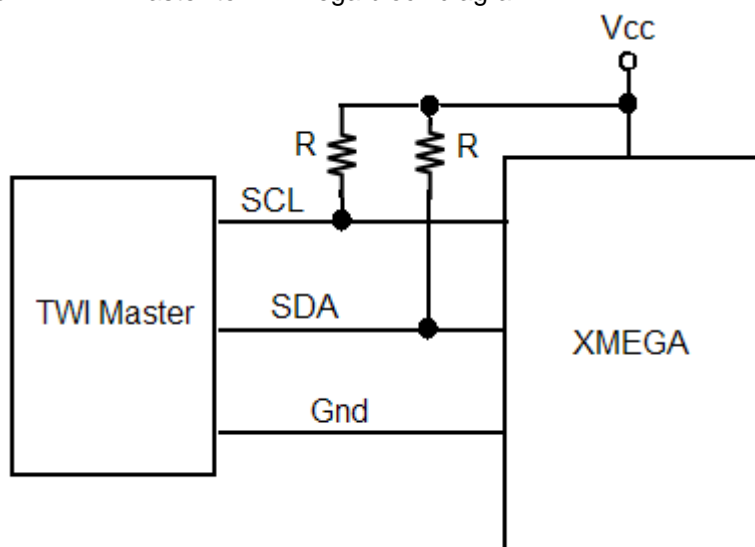 Vcc
R
R
SCL
TWI Master
SDA
XMEGA
Gnd